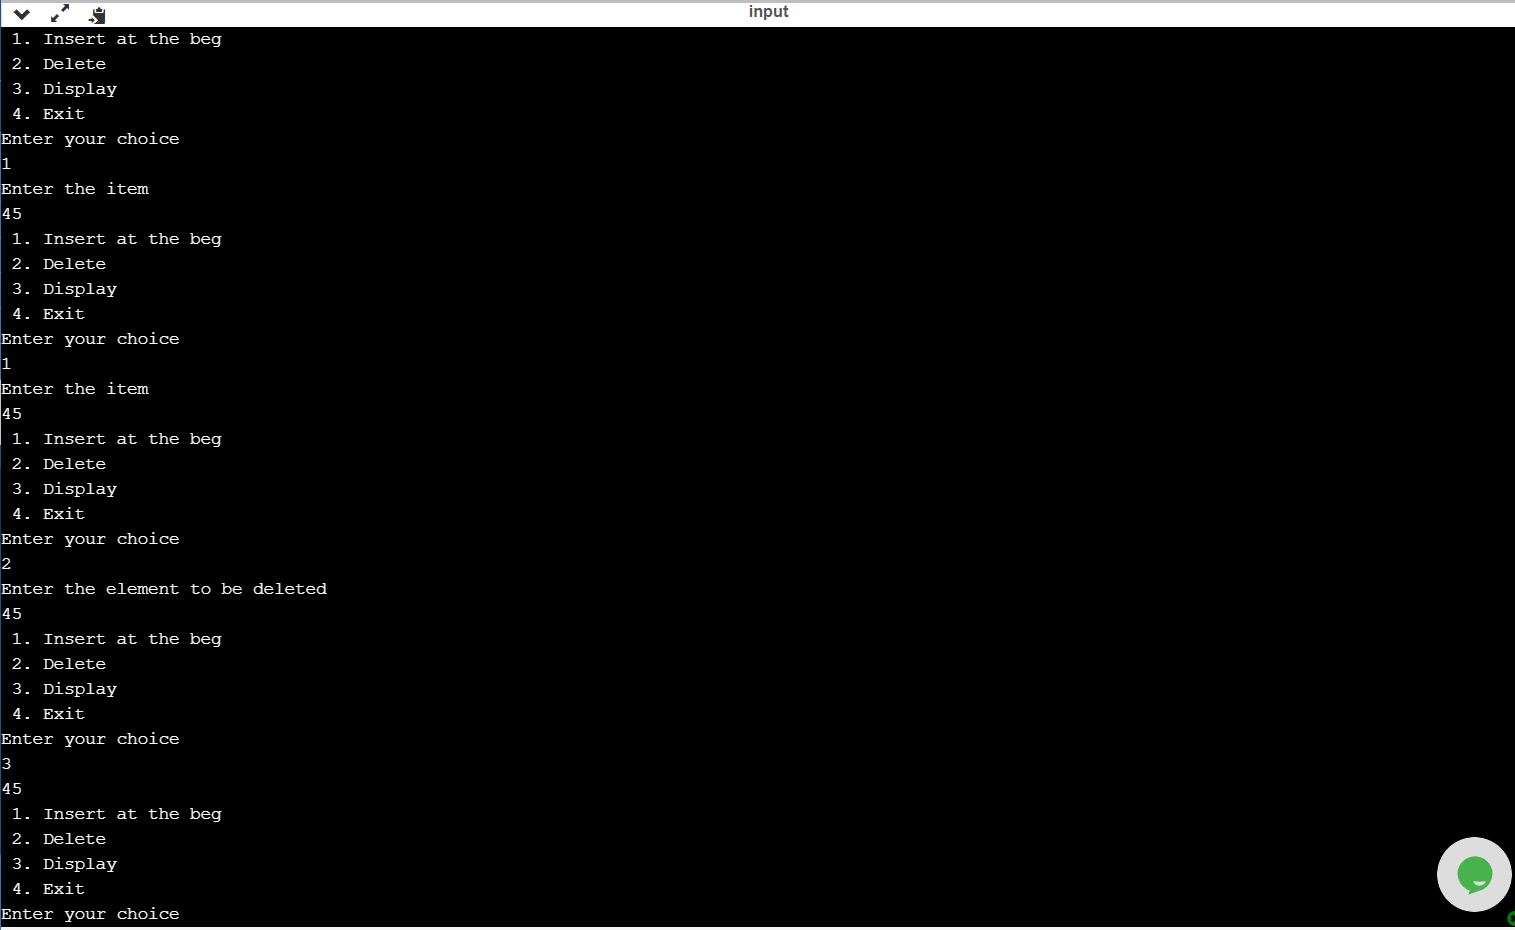 input
1. Insert at the beg
2. Delete
3. Display
4. Exit
Enter your choice
1
Enter the item
45
1. Insert at the beg
2. Delete
3. Display
4. Exit
Enter your choice
1
Enter the item
45
1. Insert at the beg
2. Delete
3. Display
4. Exit
Enter your choice
2
Enter the element to be deleted
45
1. Insert at the beg
2. Delete
3. Display
4. Exit
Enter your choice
3
45
1. Insert at the beg
2. Delete
3. Display
4. Exit
Enter your choice